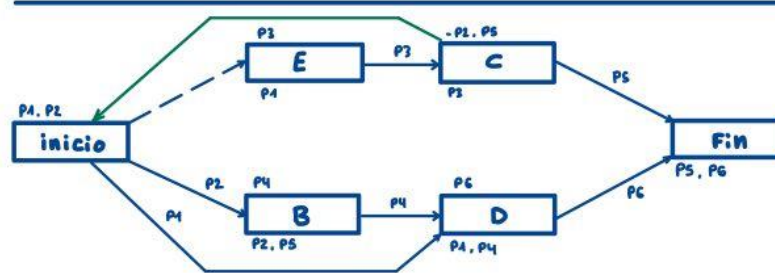 P3
-P2, P5
E
P3
C
P1
P3
P5
P1, P2
inicio
Fin
P5, P6
P2
P4
P6
P1
B
P4
D
P6
P2, P5
P1, P4